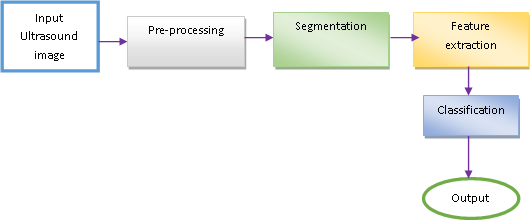 Input
Ultrasound
image
Pre-processing
Segmentation
Feature
extraction
Classification
Output